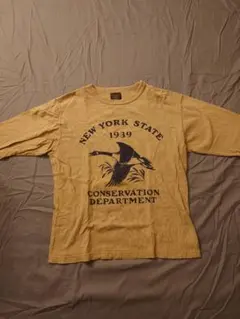 NEW YORK STATE
1939
CONSERVATION
DEPARTMENT